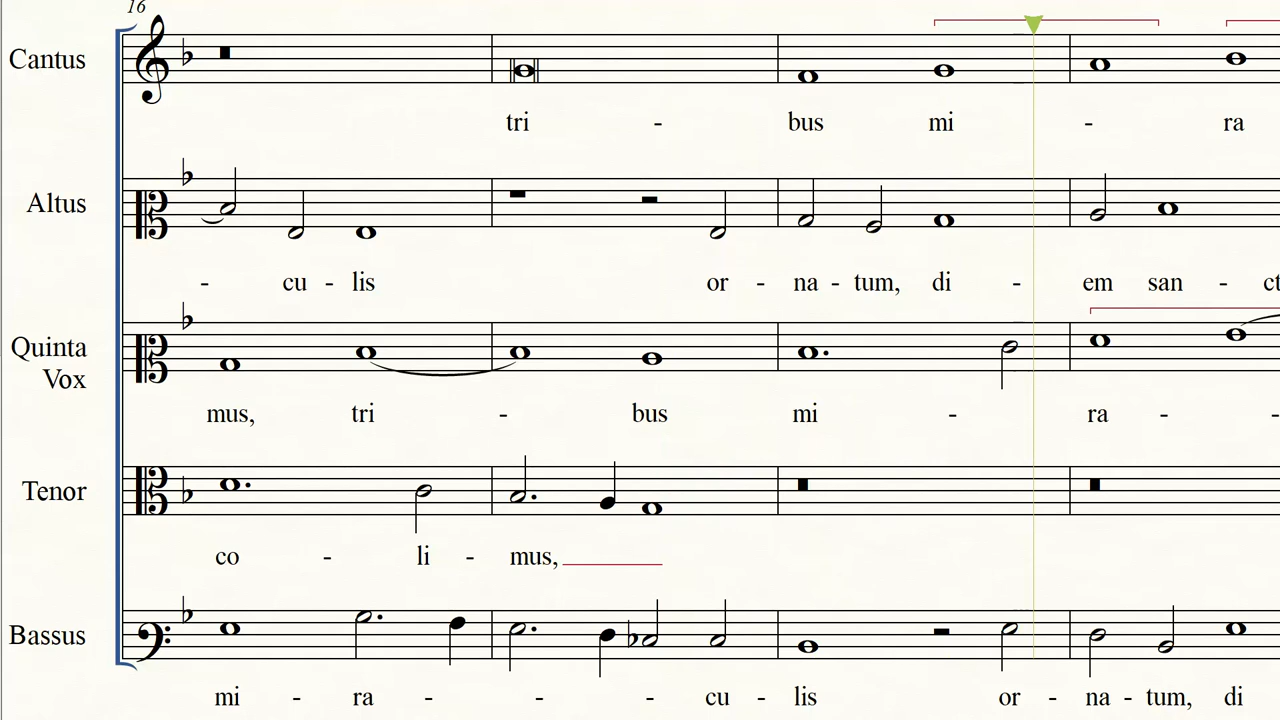 16
Cantus
tri - bus mi - ra
Altus
- cu - lis or - na - tum, di - em san - ct
Quinta
Vox
mus, tri - bus mi - ra - -
Tenor
co - li - mus,
Bassus
mi - ra - - - cu - lis or - na - tum, di